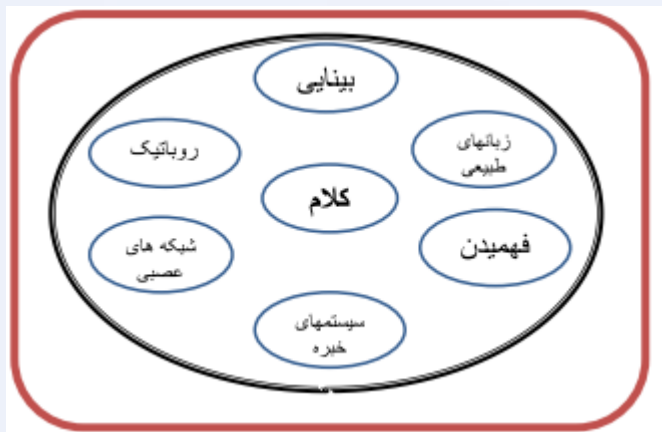 بینایی
زبانهای
طبیعی
روباتیک
کلام
فهمیدن
شبکه های
عصبی
سیستمهای
خبره